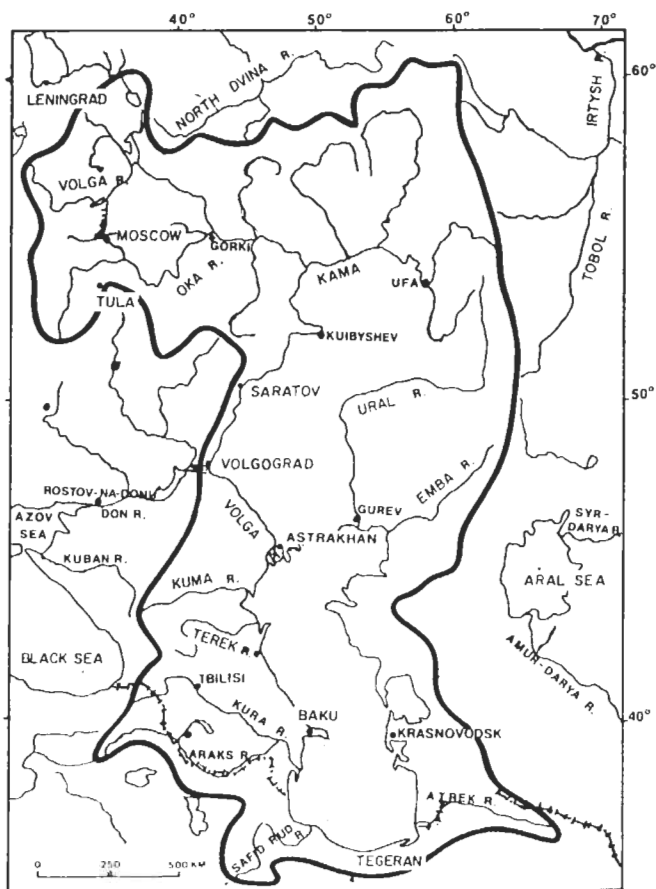 40° 50° 60° 70°
60°
LENINGRAD
NORTH DVINA R.
IRTYSH R.
VOLGA R.
MOSCOW
GORKI
OKA R.
KAMA
UFA
TOBOL R.
TULA
KUIBYSHEV
SARATOV
URAL R.
50°
VOLGOGRAD
EMBA R.
ROSTOV-NA-DONU
DON R.
GUREV
AZOV
SEA
VOLGA
ASTRAKHAN
SYR-
DARYA R.
KUBAN R.
KUMA R.
ARAL SEA
BLACK SEA
TEREK R.
AMUR-DARYA R.
TBILISI
KURA R.
BAKU
KRASNOVODSK
40°
ARAKS R.
ATREK R.
SAFID RUD
R.
TEGERAN
0 250 500 KM